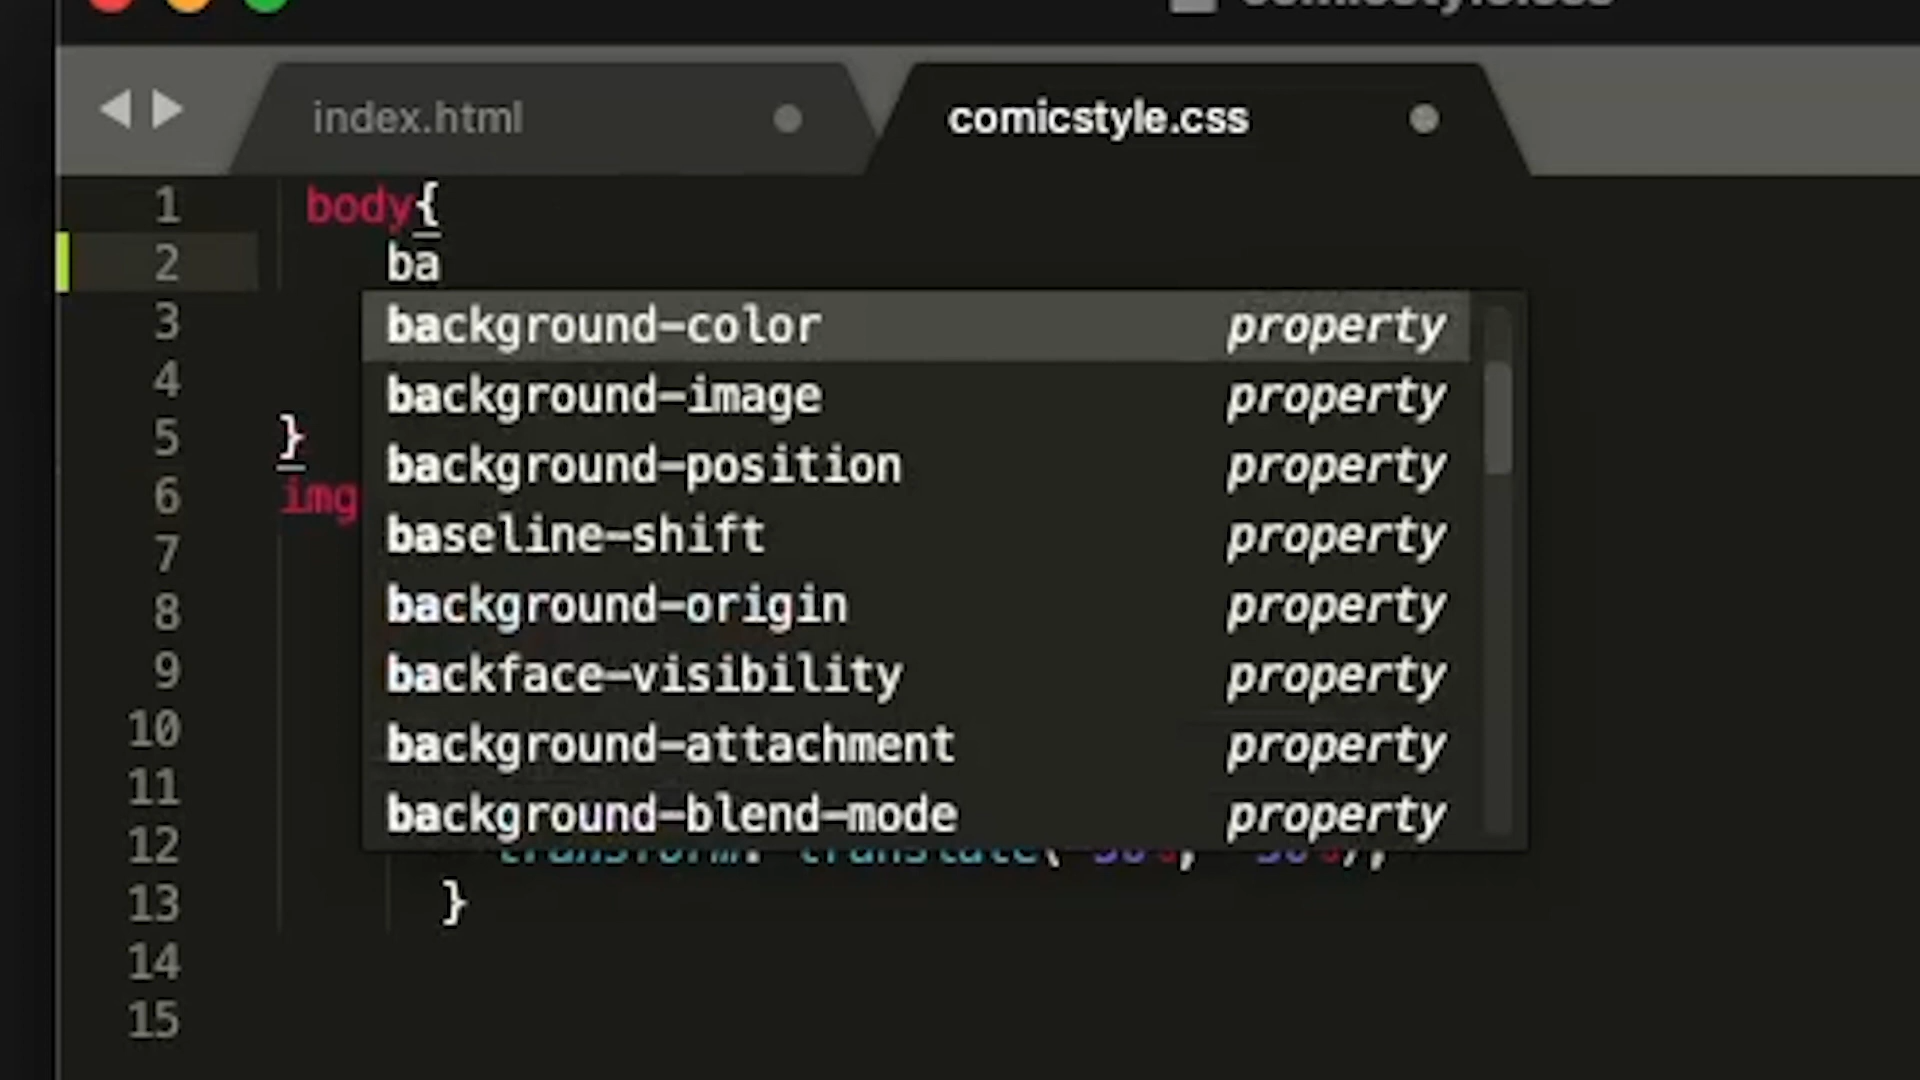 index.html
comicstyle.css
1 body{
2 ba
background-color property
3
background-image property
4
background-position property
5 }
6 img
baseline-shift property
7
background-origin property
8
backface-visibility property
9
10
background-attachment property
11
background-blend-mode property
12 transform: translate(
13 }
14
15